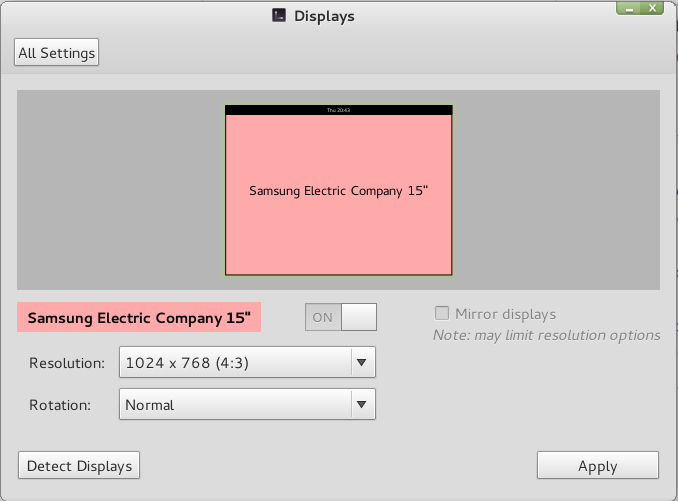 Displays
All Settings
Thu 20:43
Samsung Electric Company 15"
Samsung Electric Company 15"
ON
Mirror displays
Note: may limit resolution options
Resolution:
1024 x 768 (4:3)
Rotation:
Normal
Detect Displays
Apply